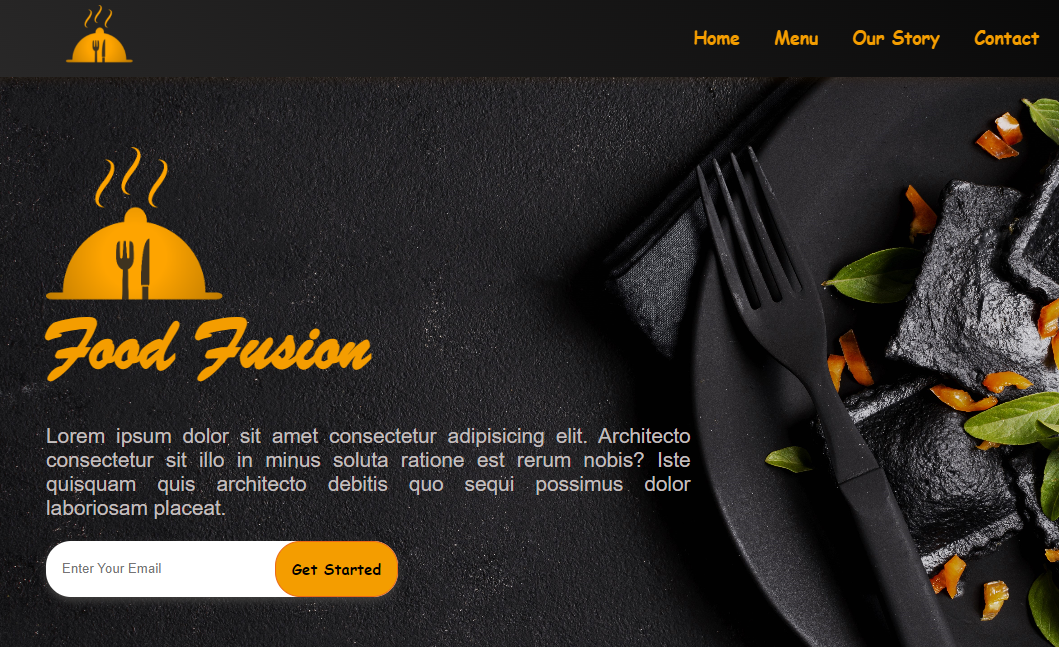 Home Menu Our Story Contact
Food Fusion
Lorem ipsum dolor sit amet consectetur adipisicing elit. Architecto
consectetur sit illo in minus soluta ratione est rerum nobis? Iste
quisquam quis architecto debitis quo sequi possimus dolor
laboriosam placeat.
Enter Your Email Get Started